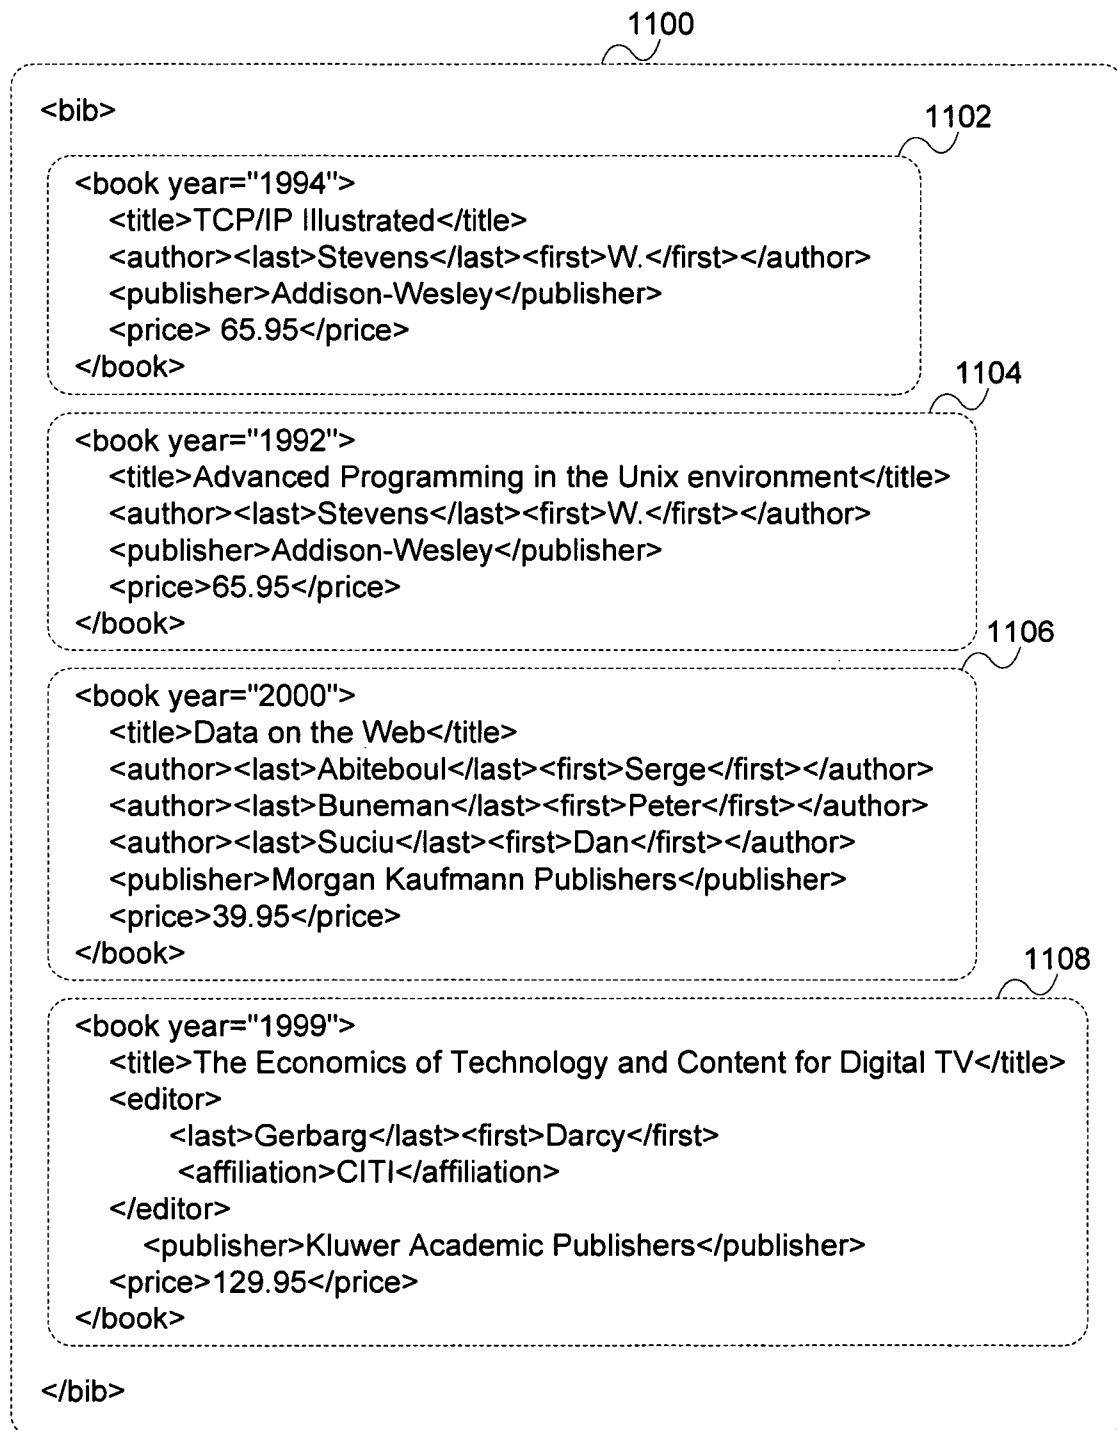 1100
<bib>
1102
<book year="1994">
<title>TCP/IP Illustrated</title>
<author><last>Stevens</last><first>W.</first></author>
<publisher>Addison-Wesley</publisher>
<price> 65.95</price>
</book>
1104
<book year="1992">
<title>Advanced Programming in the Unix environment</title>
<author><last>Stevens</last><first>W.</first></author>
<publisher>Addison-Wesley</publisher>
<price>65.95</price>
</book>
1106
<book year="2000">
<title>Data on the Web</title>
<author><last>Abiteboul</last><first>Serge</first></author>
<author><last>Buneman</last><first>Peter</first></author>
<author><last>Suciu</last><first>Dan</first></author>
<publisher>Morgan Kaufmann Publishers</publisher>
<price>39.95</price>
</book>
1108
<book year="1999">
<title>The Economics of Technology and Content for Digital TV</title>
<editor>
<last>Gerbarg</last><first>Darcy</first>
<affiliation>CITI</affiliation>
</editor>
<publisher>Kluwer Academic Publishers</publisher>
<price>129.95</price>
</book>
</bib>